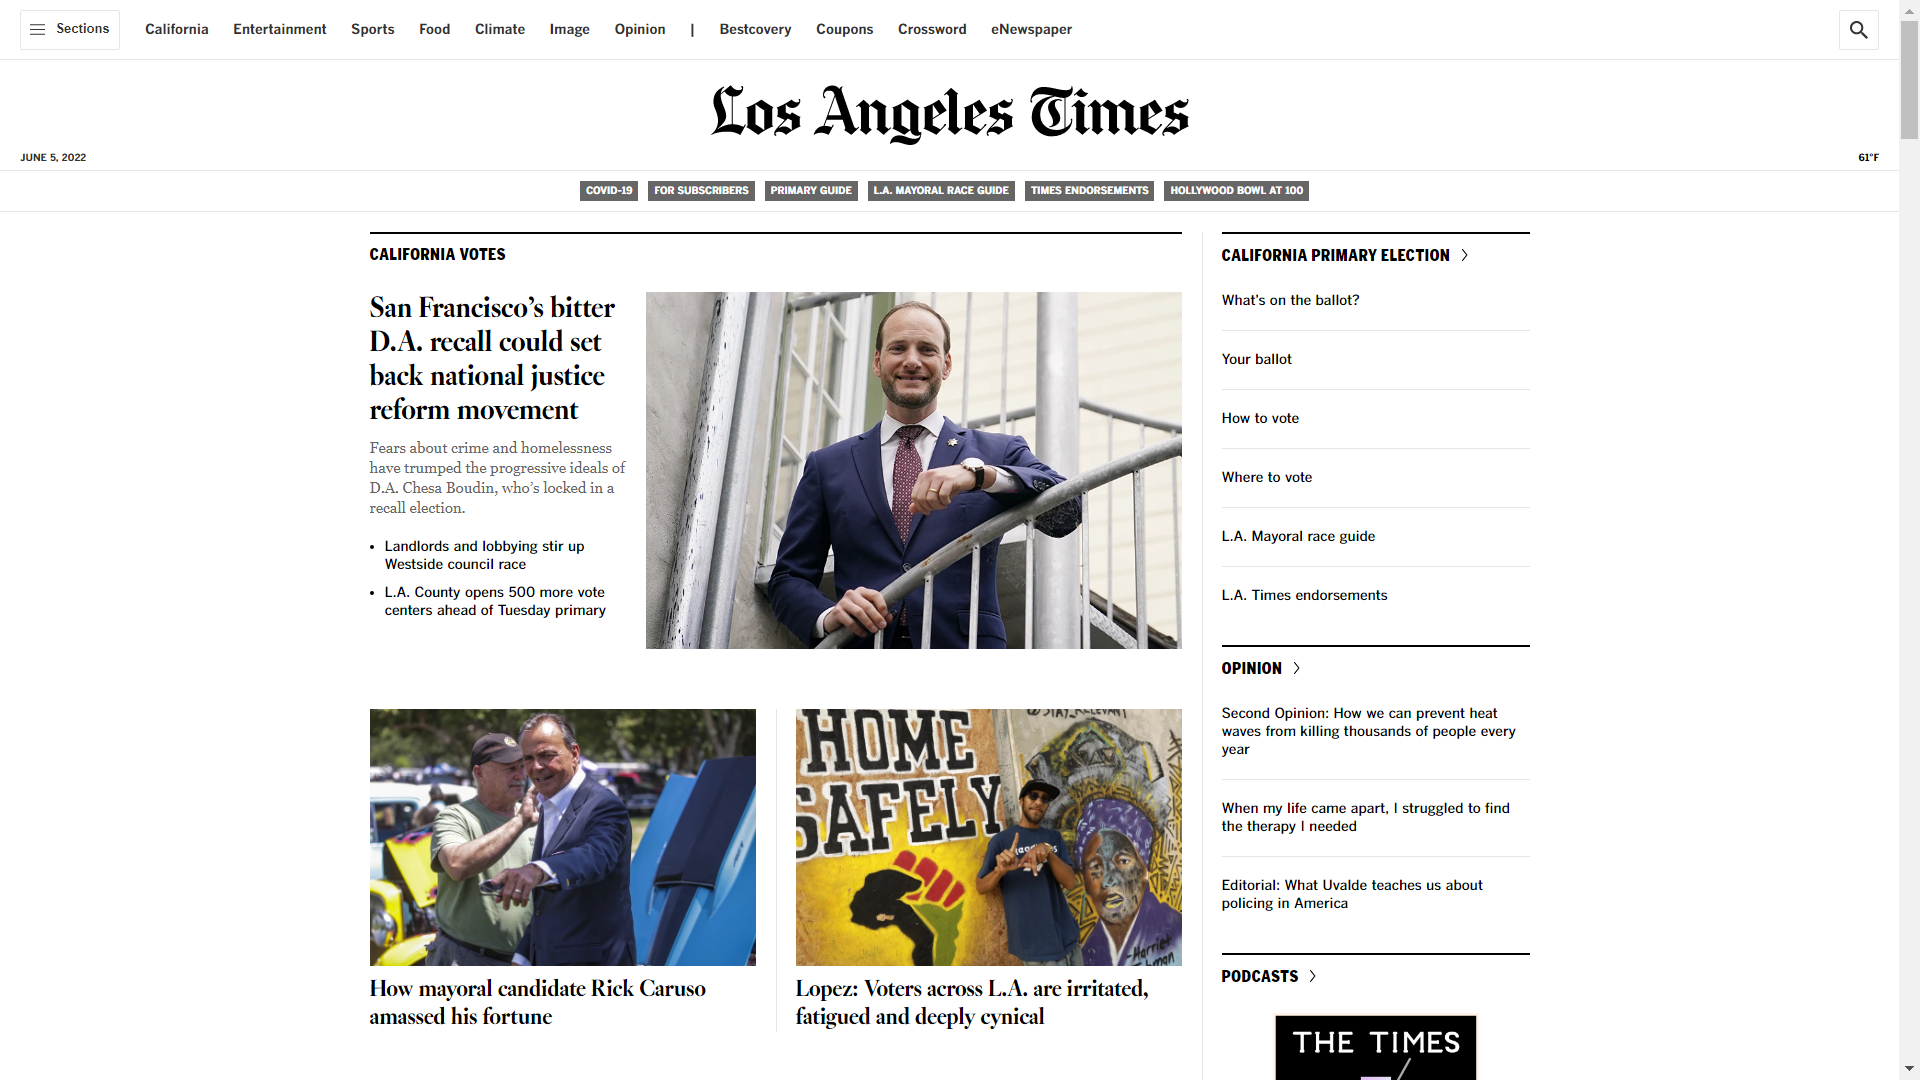 Sections
California
Entertainment
Sports
Food
Climate
Image
Opinion
|
Bestcovery
Coupons
Crossword
eNewspaper
Los Angeles Times
JUNE 5, 2022
61°F
COVID-19
FOR SUBSCRIBERS
PRIMARY GUIDE
L.A. MAYORAL RACE GUIDE
TIMES ENDORSEMENTS
HOLLYWOOD BOWL AT 100
CALIFORNIA VOTES
San Francisco’s bitter
D.A. recall could set
back national justice
reform movement
Fears about crime and homelessness
have trumped the progressive ideals of
D.A. Chesa Boudin, who’s locked in a
recall election.
Landlords and lobbying stir up
Westside council race
L.A. County opens 500 more vote
centers ahead of Tuesday primary
@STAY_RELEVANT
HOME
SAFELY
Harriet
How mayoral candidate Rick Caruso
amassed his fortune
Lopez: Voters across L.A. are irritated,
fatigued and deeply cynical
CALIFORNIA PRIMARY ELECTION
What’s on the ballot?
Your ballot
How to vote
Where to vote
L.A. Mayoral race guide
L.A. Times endorsements
OPINION
Second Opinion: How we can prevent heat
waves from killing thousands of people every
year
When my life came apart, I struggled to find
the therapy I needed
Editorial: What Uvalde teaches us about
policing in America
PODCASTS
THE TIMES